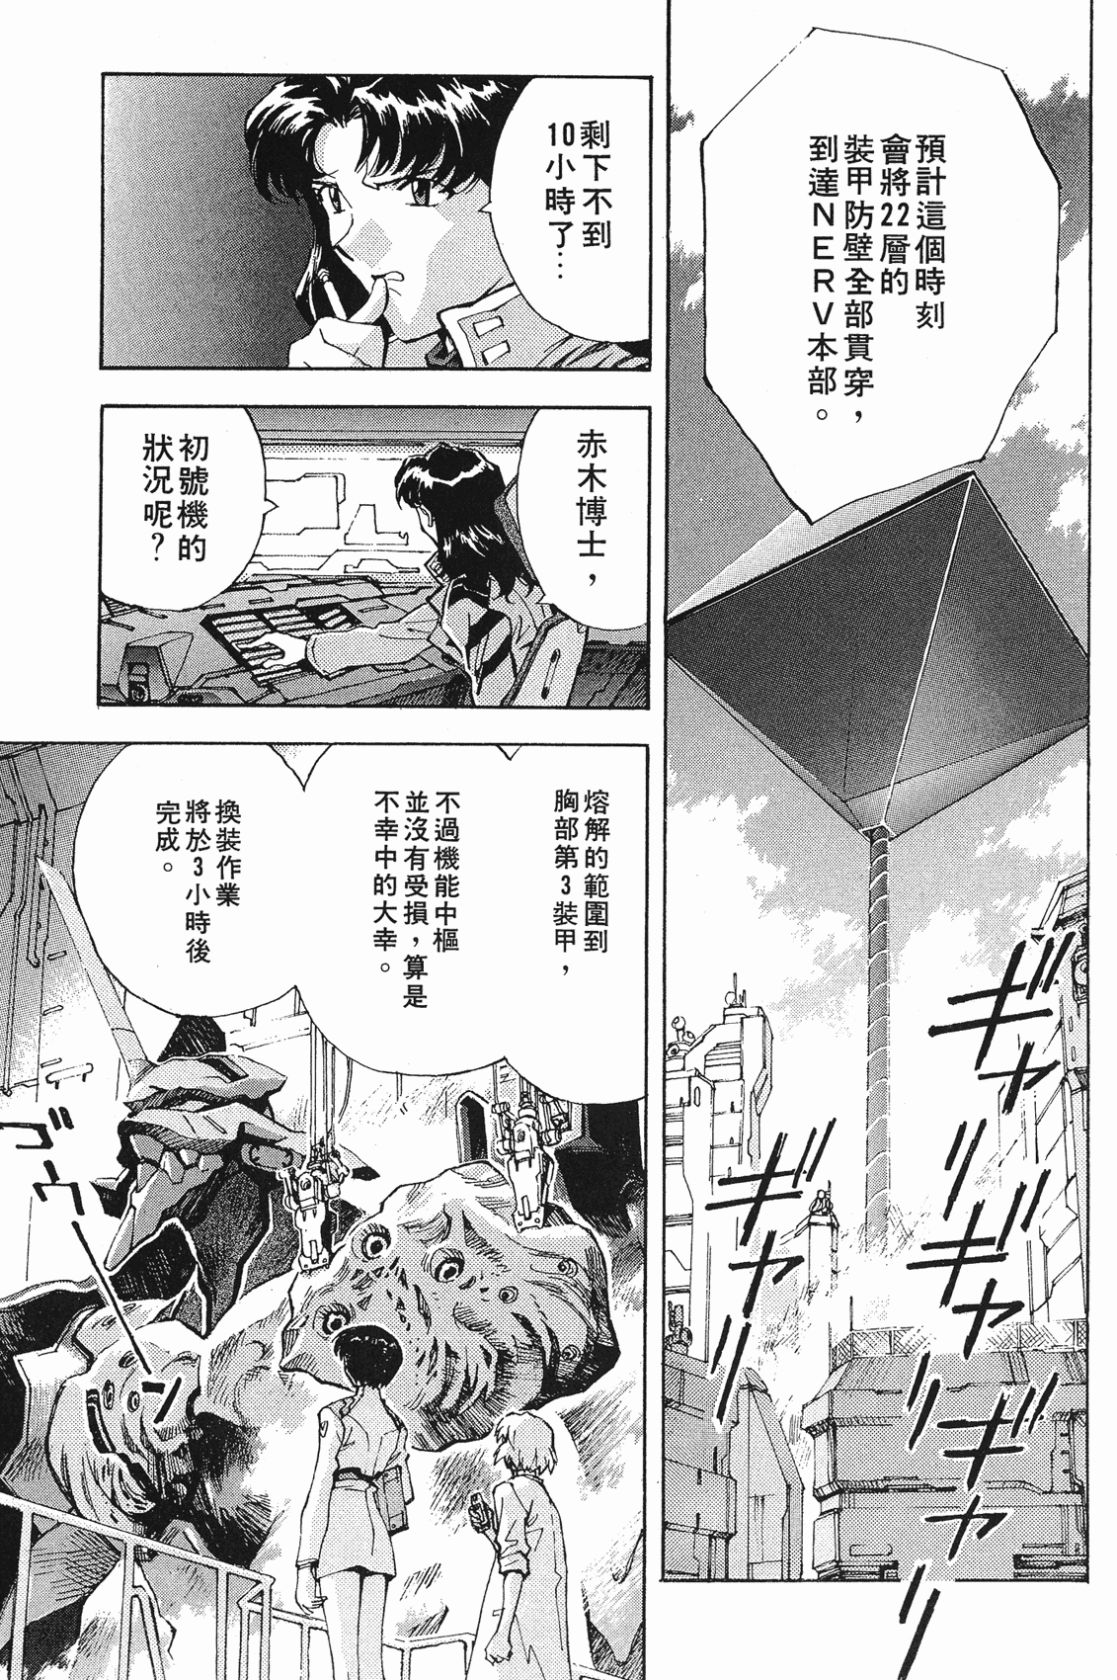 預計這個時刻
會將22層的
裝甲防壁全部貫穿，
到達NERV本部。
ギャリギャリギャリ
ギャリ
剩下不到
10小時了…
赤木博士，
初號機的
狀況呢？
熔解的範圍到
胸部第3裝甲，
不過機能中樞
並沒有受損，算是
不幸中的大幸。
換裝作業
將於3小時後
完成。
ゴウーン